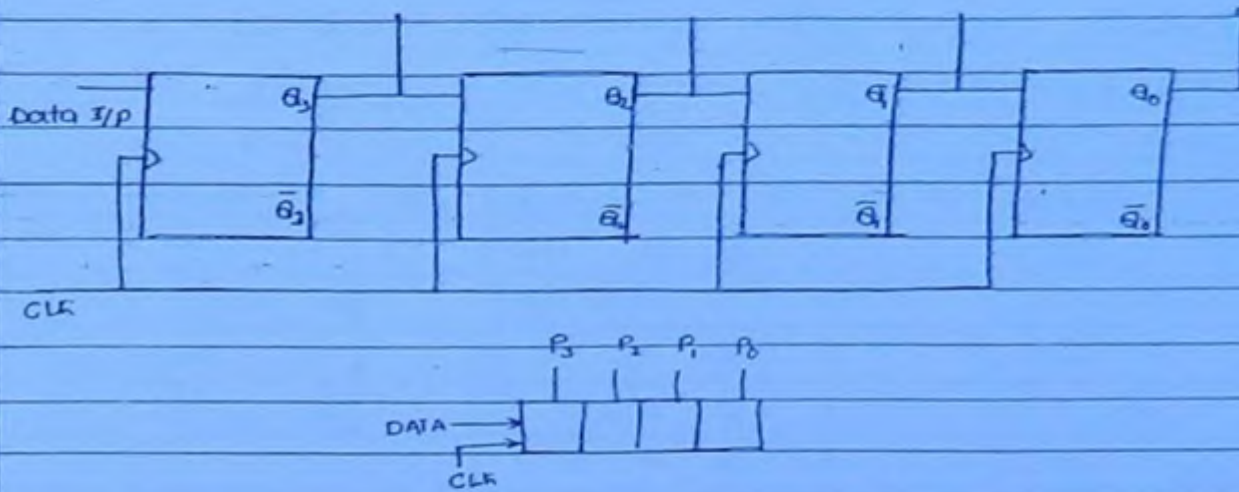 Data I/P
Q₃ Q₂ Q₁ Q₀
Q̅₃ Q̅₂ Q̅₁ Q̅₀
CLK
P₃ P₂ P₁ P₀
DATA
CLK